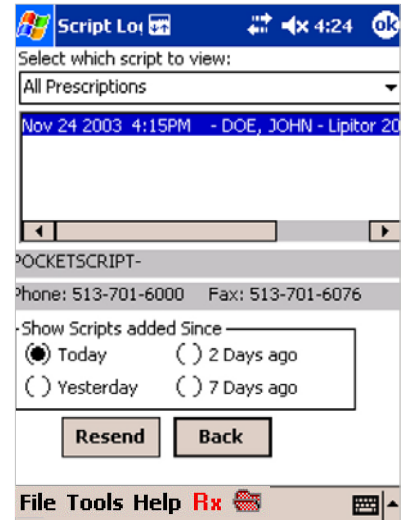 Script Log 4:24 ok
Select which script to view:
All Prescriptions
Nov 24 2003 4:15PM - DOE, JOHN - Lipitor 20
POCKETSCRIPT-
Phone: 513-701-6000 Fax: 513-701-6076
Show Scripts added Since
Today 2 Days ago
Yesterday 7 Days ago
Resend Back
File Tools Help Rx